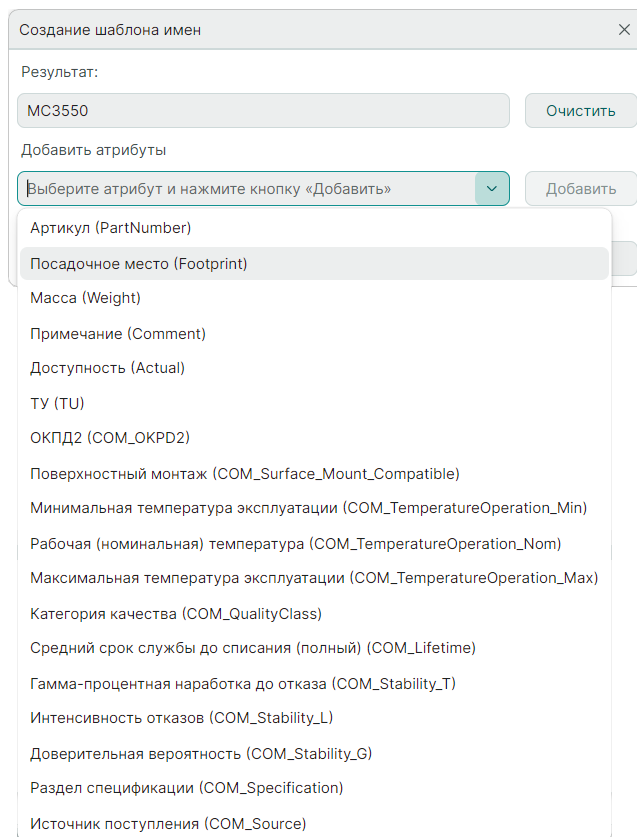 Создание шаблона имен
Результат:
MC3550
Очистить
Добавить атрибуты
Выберите атрибут и нажмите кнопку «Добавить»
Добавить
Артикул (PartNumber)
Посадочное место (Footprint)
Масса (Weight)
Примечание (Comment)
Доступность (Actual)
ТУ (TU)
ОКПД2 (COM_OKPD2)
Поверхностный монтаж (COM_Surface_Mount_Compatible)
Минимальная температура эксплуатации (COM_TemperatureOperation_Min)
Рабочая (номинальная) температура (COM_TemperatureOperation_Nom)
Максимальная температура эксплуатации (COM_TemperatureOperation_Max)
Категория качества (COM_QualityClass)
Средний срок службы до списания (полный) (COM_Lifetime)
Гамма-процентная наработка до отказа (COM_Stability_T)
Интенсивность отказов (COM_Stability_L)
Доверительная вероятность (COM_Stability_G)
Раздел спецификации (COM_Specification)
Источник поступления (COM_Source)